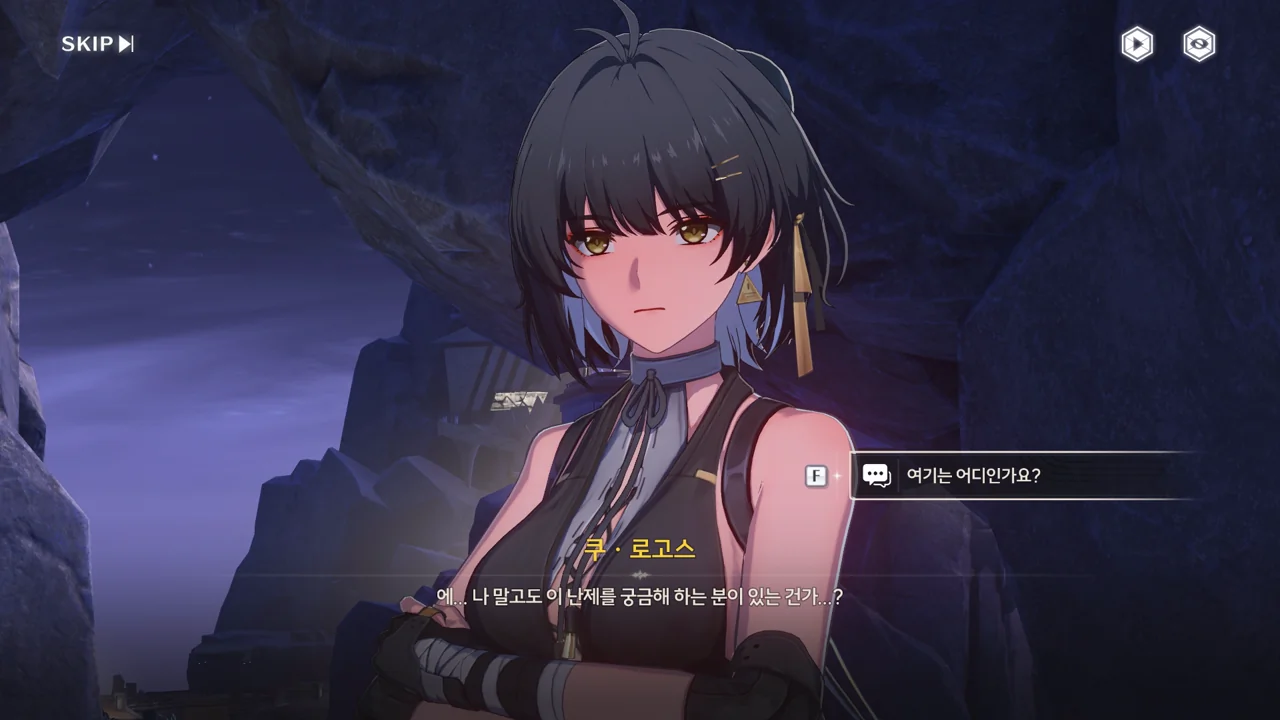 SKIP
F
여기는 어디인가요?
쿠·로고스
에... 나 말고도 이 난제를 궁금해 하는 분이 있는 건가...?